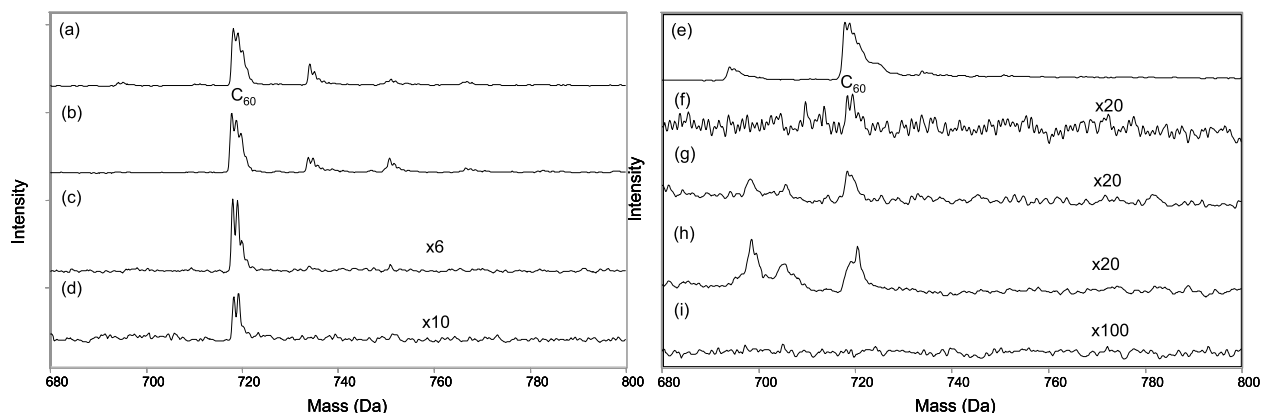 (a)
C60
(b)
(c)
x6
(d)
x10
Intensity
680 700 720 740 760 780 800
Mass (Da)
(e)
C60
(f)
x20
(g)
x20
(h)
x20
(i)
x100
Intensity
680 700 720 740 760 780 800
Mass (Da)